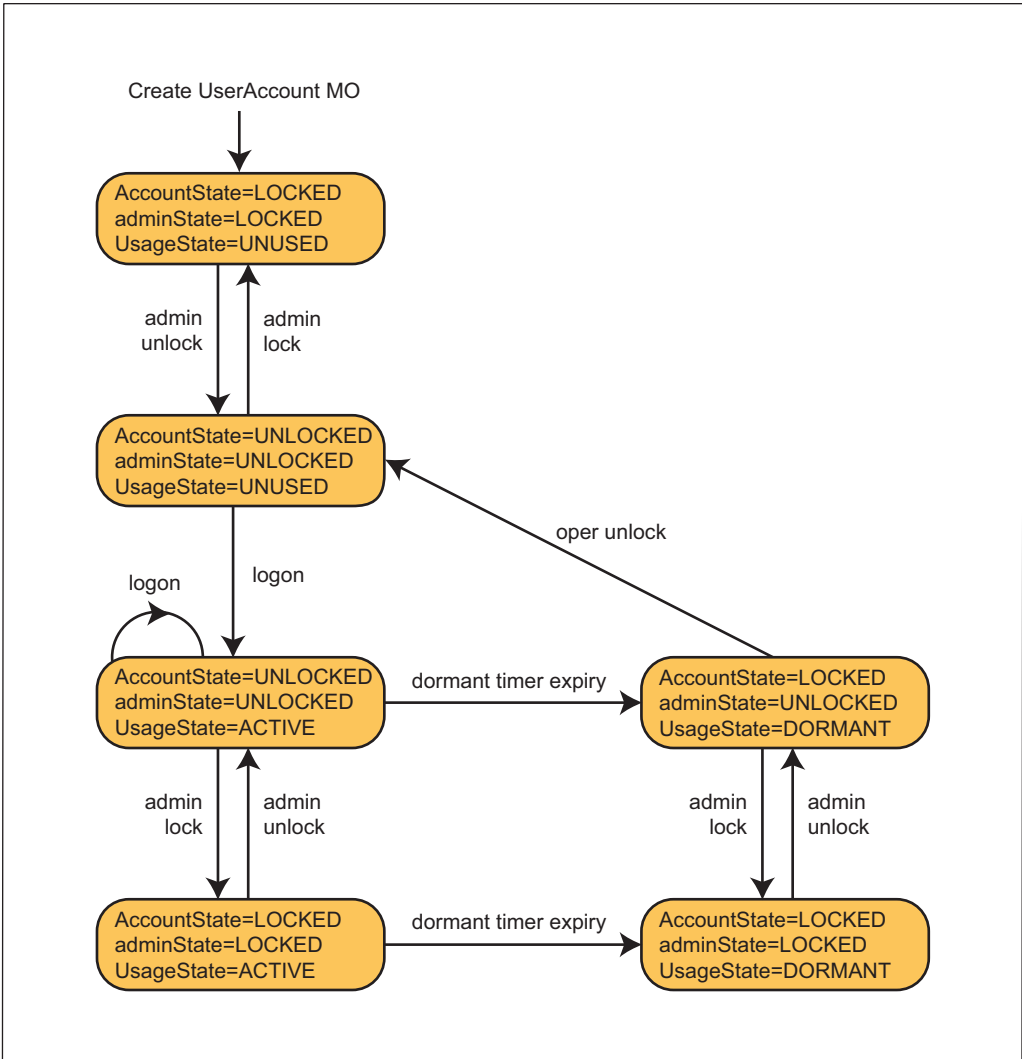 Create UserAccount MO
AccountState=LOCKED
adminState=LOCKED
UsageState=UNUSED
admin
unlock
admin
lock
AccountState=UNLOCKED
adminState=UNLOCKED
UsageState=UNUSED
oper unlock
logon
logon
AccountState=UNLOCKED
adminState=UNLOCKED
UsageState=ACTIVE
dormant timer expiry
AccountState=LOCKED
adminState=UNLOCKED
UsageState=DORMANT
admin
lock
admin
unlock
admin
lock
admin
unlock
AccountState=LOCKED
adminState=LOCKED
UsageState=ACTIVE
dormant timer expiry
AccountState=LOCKED
adminState=LOCKED
UsageState=DORMANT